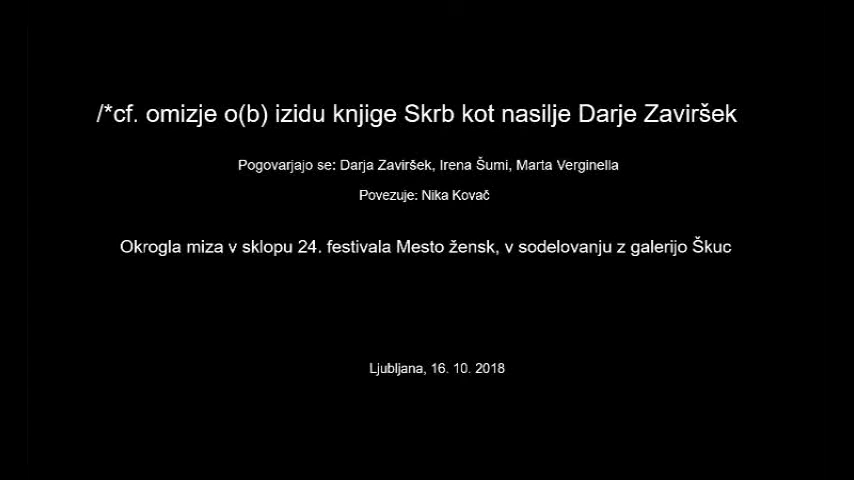 /*cf. omizje o(b) izidu knjige Skrb kot nasilje Darje Zaviršek
Pogovarjajo se: Darja Zaviršek, Irena Šumi, Marta Verginella
Povezuje: Nika Kovač
Okrogla miza v sklopu 24. festivala Mesto žensk, v sodelovanju z galerijo Škuc
Ljubljana, 16. 10. 2018